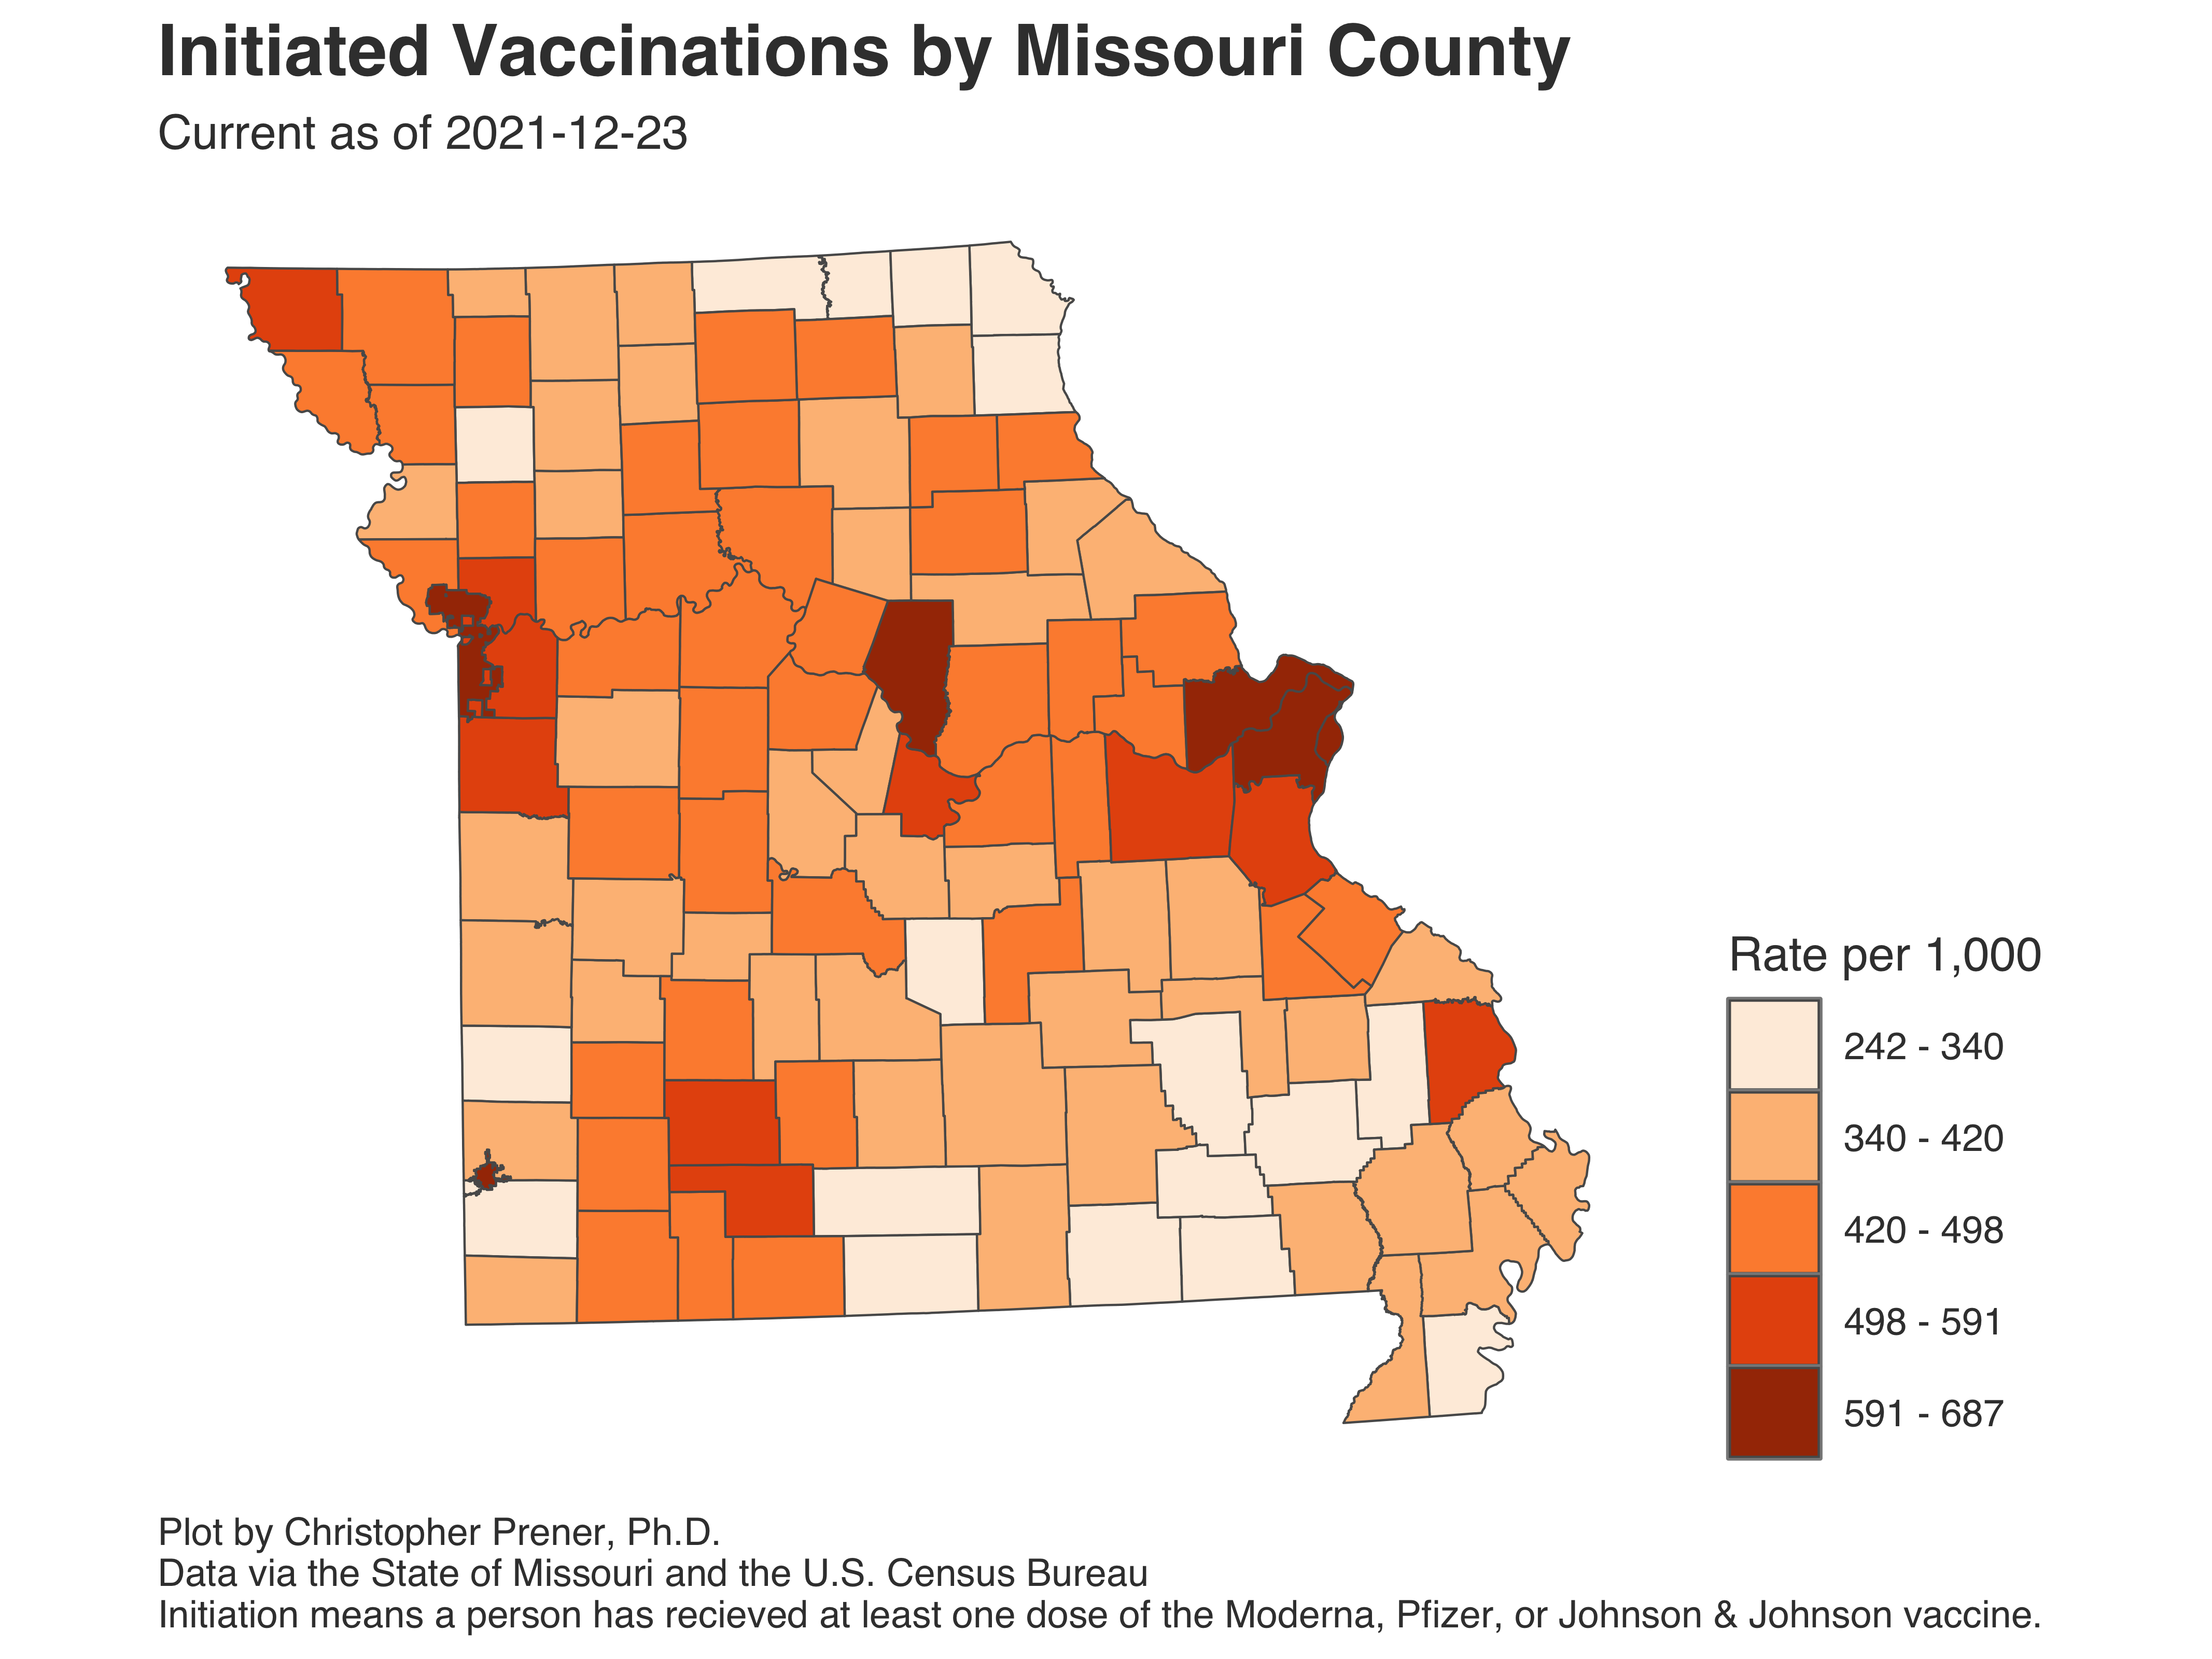 Initiated Vaccinations by Missouri County
Current as of 2021-12-23
Rate per 1,000
242 - 340
340 - 420
420 - 498
498 - 591
591 - 687
Plot by Christopher Prener, Ph.D.
Data via the State of Missouri and the U.S. Census Bureau
Initiation means a person has recieved at least one dose of the Moderna, Pfizer, or Johnson & Johnson vaccine.